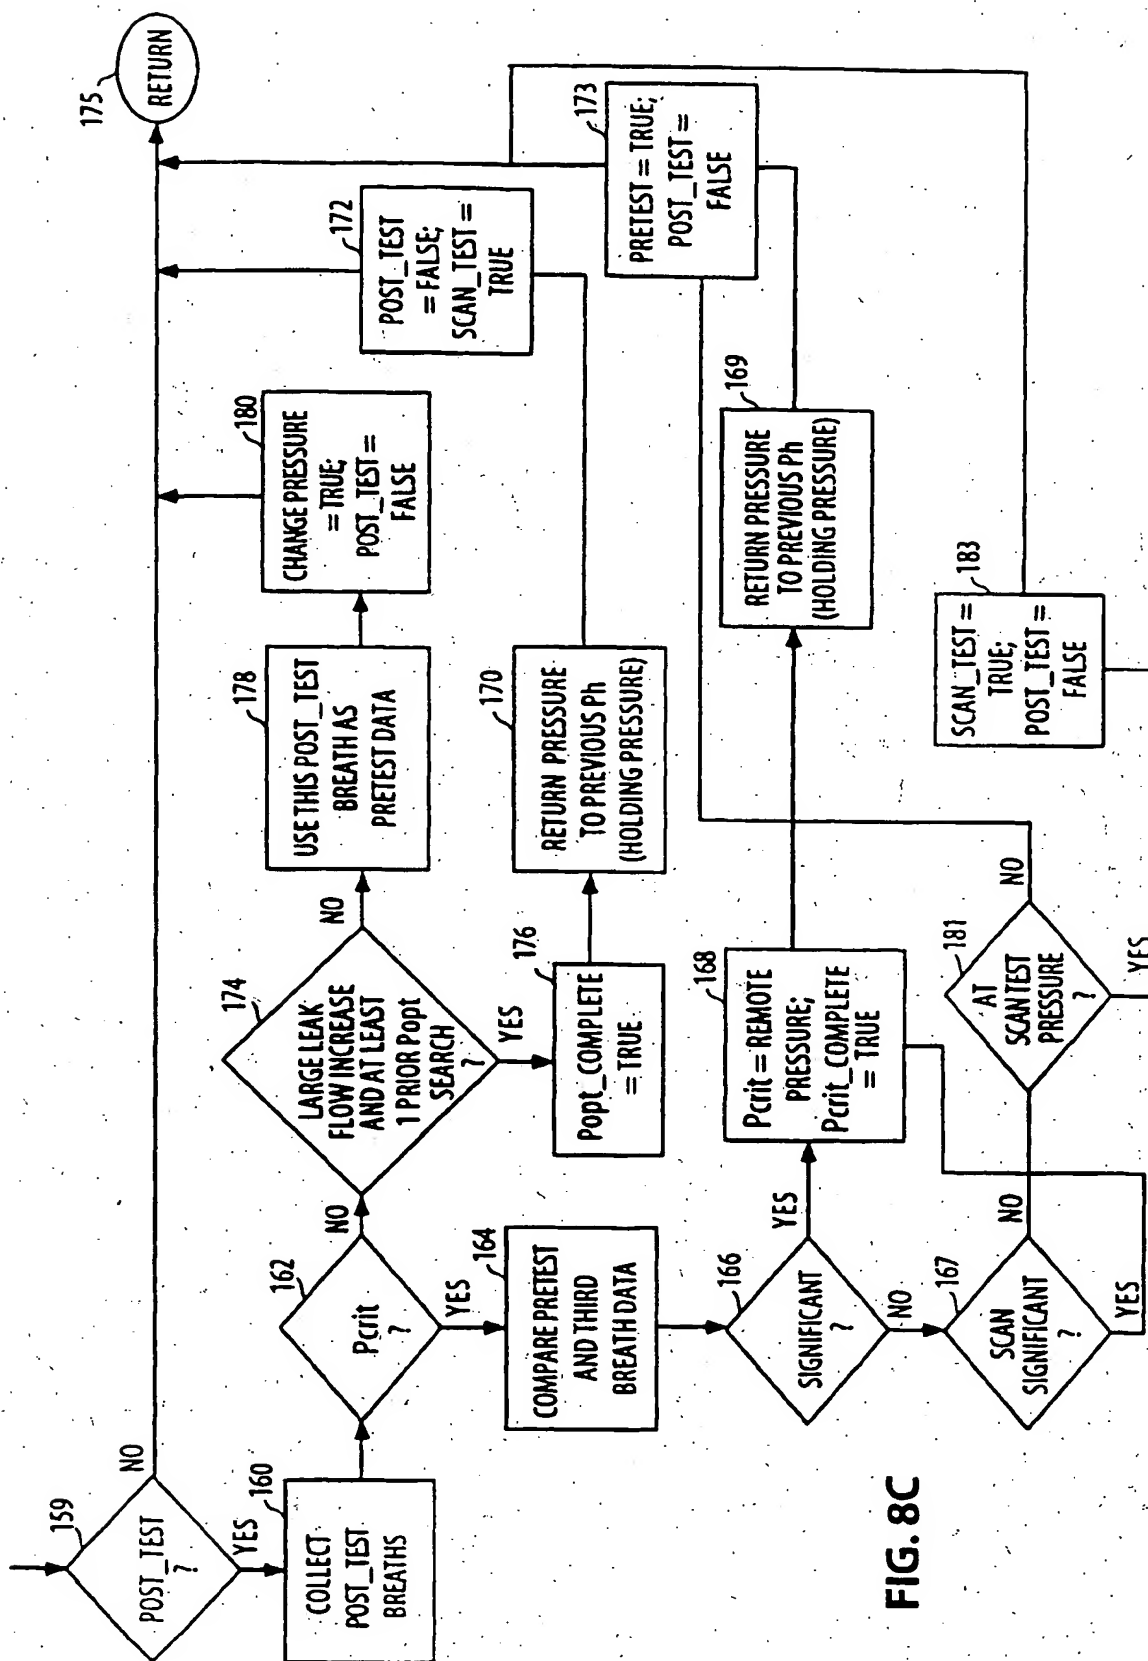 159
POST_TEST
?
NO
YES
175
RETURN
160
COLLECT
POST_TEST
BREATHS
162
Pcrit
?
NO
YES
174
LARGE LEAK
FLOW INCREASE
AND AT LEAST
1 PRIOR Popt
SEARCH
?
NO
YES
178
USE THIS POST_TEST
BREATH AS
PRETEST DATA
180
CHANGE PRESSURE
= TRUE;
POST_TEST =
FALSE
176
Popt_COMPLETE
= TRUE
170
RETURN PRESSURE
TO PREVIOUS Ph
(HOLDING PRESSURE)
172
POST_TEST
= FALSE;
SCAN_TEST =
TRUE
164
COMPARE PRETEST
AND THIRD
BREATH DATA
166
SIGNIFICANT
?
YES
NO
168
Pcrit = REMOTE
PRESSURE;
Pcrit_COMPLETE
= TRUE
169
RETURN PRESSURE
TO PREVIOUS Ph
(HOLDING PRESSURE)
173
PRETEST = TRUE;
POST_TEST =
FALSE
167
SCAN
SIGNIFICANT
?
NO
YES
181
AT
SCANTEST
PRESSURE
?
NO
YES
183
SCAN_TEST =
TRUE;
POST_TEST =
FALSE
FIG. 8C